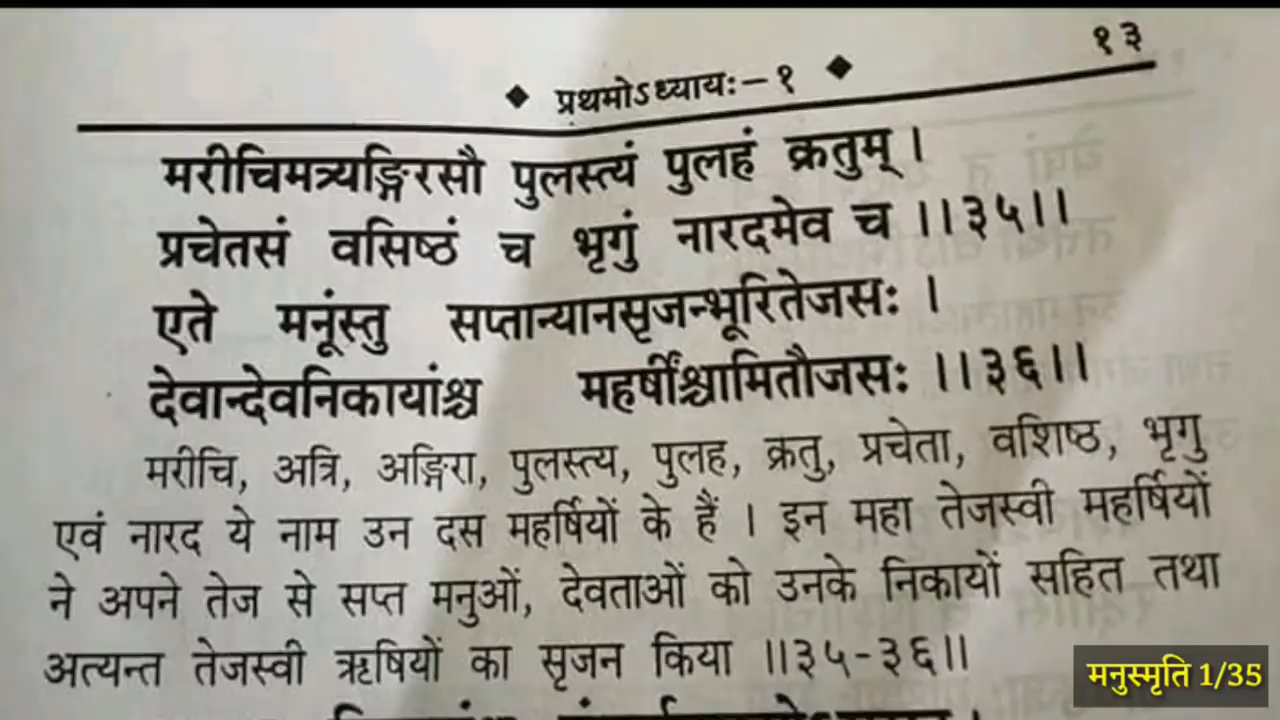 १३
◆ प्रथमोऽध्यायः–१ ◆
मरीचिमत्र्यङ्गिरसौ पुलस्त्यं पुलहं क्रतुम् ।
प्रचेतसं वसिष्ठं च भृगुं नारदमेव च ।।३५।।
एते मनूंस्तु सप्तान्यानसृजन्भूरितेजसः ।
देवान्देवनिकायांश्च महर्षींश्चामितौजसः ।।३६।।
मरीचि, अत्रि, अङ्गिरा, पुलस्त्य, पुलह, क्रतु, प्रचेता, वशिष्ठ, भृगु
एवं नारद ये नाम उन दस महर्षियों के हैं । इन महा तेजस्वी महर्षियों
ने अपने तेज से सप्त मनुओं, देवताओं को उनके निकायों सहित तथा
अत्यन्त तेजस्वी ऋषियों का सृजन किया ।।३५-३६।।
मनुस्मृति 1/35